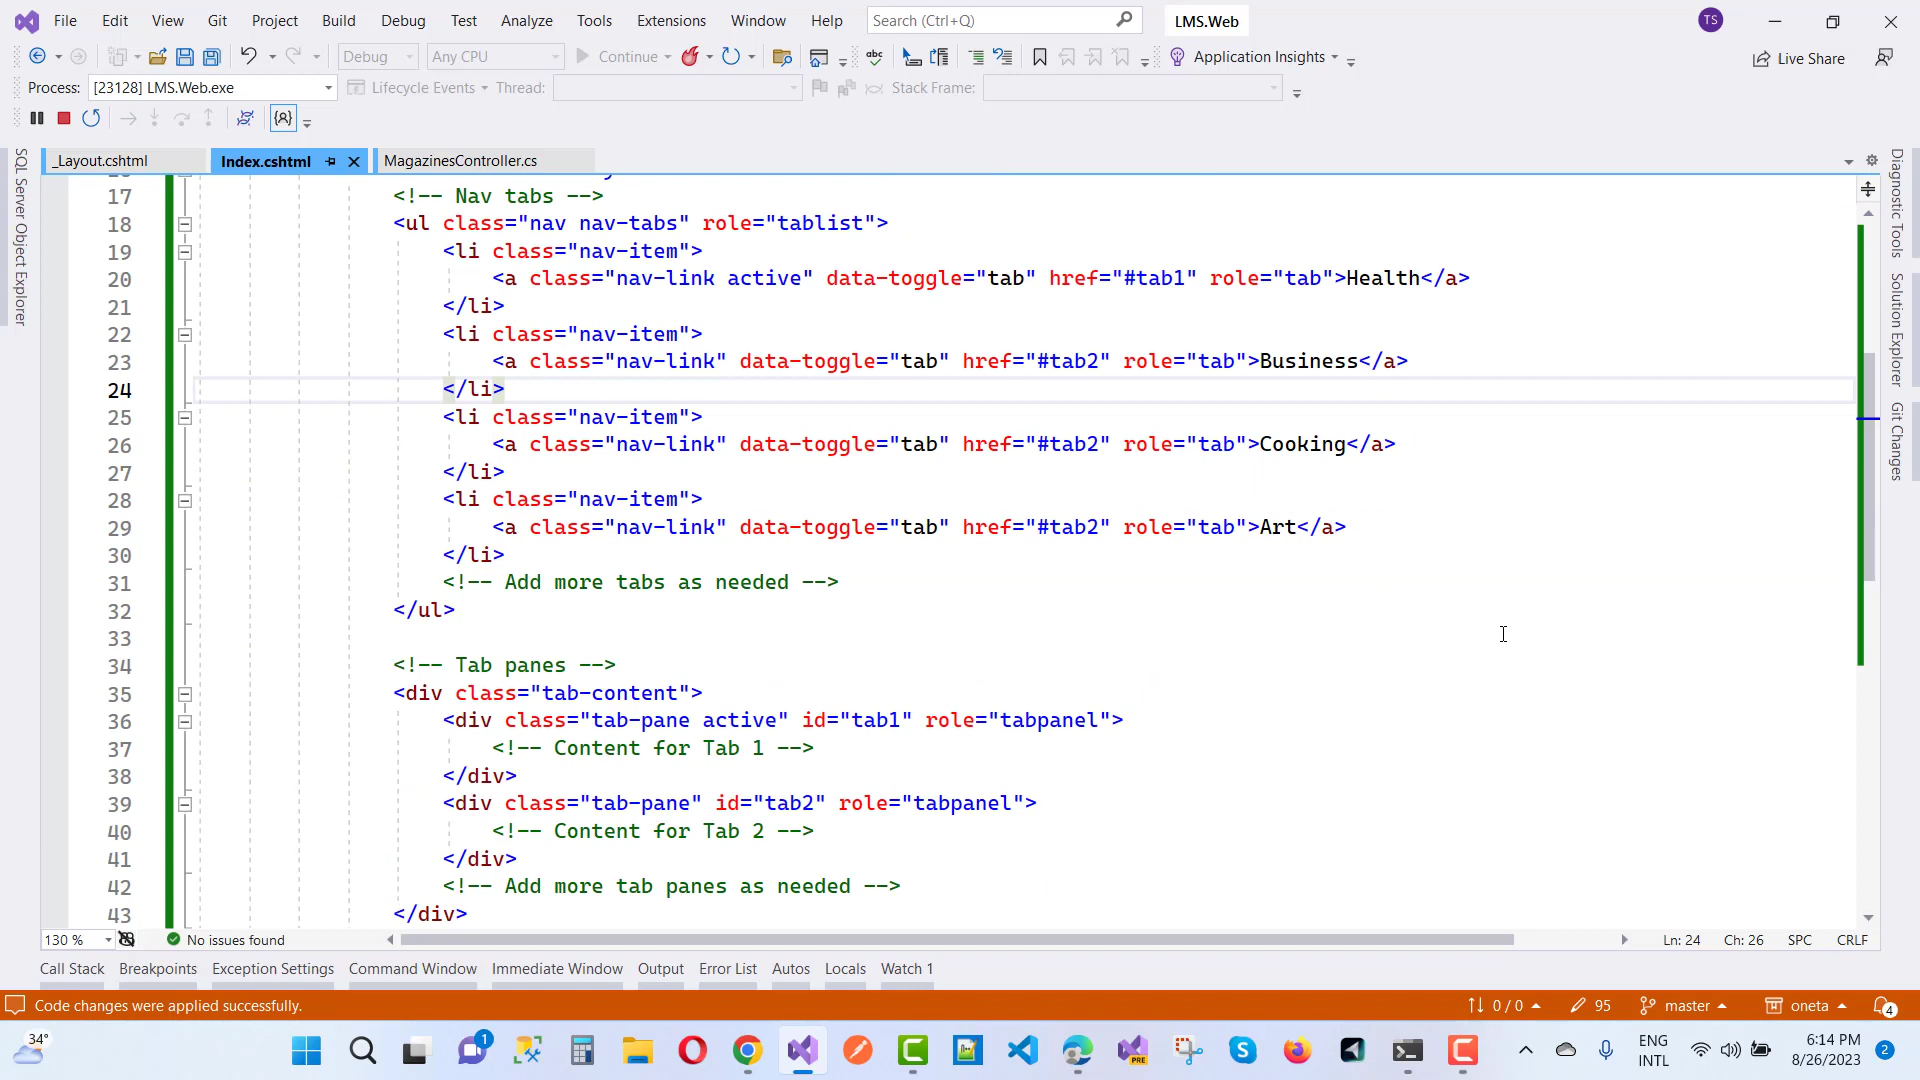 File Edit View Git Project Build Debug Test Analyze Tools Extensions Window Help Search (Ctrl+Q) LMS.Web TS
Debug Any CPU Continue abc Application Insights Live Share
Process: [23128] LMS.Web.exe Lifecycle Events Thread: Stack Frame:
_Layout.cshtml Index.cshtml MagazinesController.cs
SQL Server Object Explorer
Diagnostic Tools
Solution Explorer
Git Changes
17 <!-- Nav tabs -->
18 <ul class="nav nav-tabs" role="tablist">
19 <li class="nav-item">
20 <a class="nav-link active" data-toggle="tab" href="#tab1" role="tab">Health</a>
21 </li>
22 <li class="nav-item">
23 <a class="nav-link" data-toggle="tab" href="#tab2" role="tab">Business</a>
24 </li>
25 <li class="nav-item">
26 <a class="nav-link" data-toggle="tab" href="#tab2" role="tab">Cooking</a>
27 </li>
28 <li class="nav-item">
29 <a class="nav-link" data-toggle="tab" href="#tab2" role="tab">Art</a>
30 </li>
31 <!-- Add more tabs as needed -->
32 </ul>
33
34 <!-- Tab panes -->
35 <div class="tab-content">
36 <div class="tab-pane active" id="tab1" role="tabpanel">
37 <!-- Content for Tab 1 -->
38 </div>
39 <div class="tab-pane" id="tab2" role="tabpanel">
40 <!-- Content for Tab 2 -->
41 </div>
42 <!-- Add more tab panes as needed -->
43 </div>
130 % No issues found Ln: 24 Ch: 26 SPC CRLF
Call Stack Breakpoints Exception Settings Command Window Immediate Window Output Error List Autos Locals Watch 1
Code changes were applied successfully. 0 / 0 95 master oneta 4
34° 1 PRE ENG 6:14 PM
INTL 8/26/2023 2